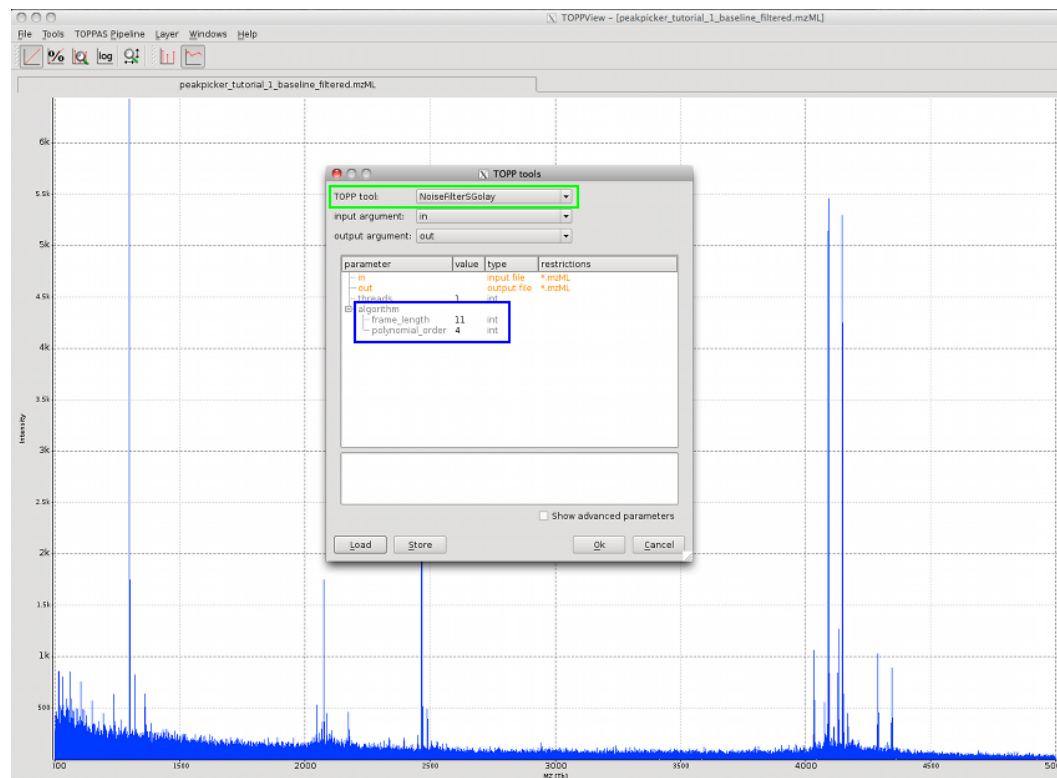 TOPPView - [peakpicker_tutorial_1_baseline_filtered.mzML]
File Tools TOPPAS Pipeline Layer Windows Help
% log
peakpicker_tutorial_1_baseline_filtered.mzML
TOPP tools
TOPP tool: NoiseFilterSGolay
input argument: in
output argument: out
parameter value type restrictions
in input file *.mzML
out output file *.mzML
threads 1 int
algorithm
frame_length 11 int
polynomial_order 4 int
Show advanced parameters
Load Store Ok Cancel
6k
5.5k
5k
4.5k
4k
3.5k
Intensity
3k
2.5k
2k
1.5k
1k
500
1500 2000 2500 3000 3500 4000 4500
MZ [Th]